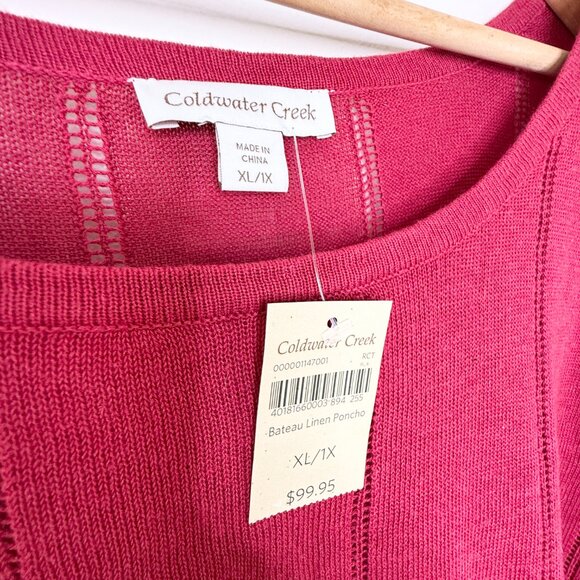 Coldwater Creek
MADE IN
CHINA
XL/1X
Coldwater Creek
000001147001 RCT
40181660003 894 255
Bateau Linen Poncho
XL/1X
$99.95